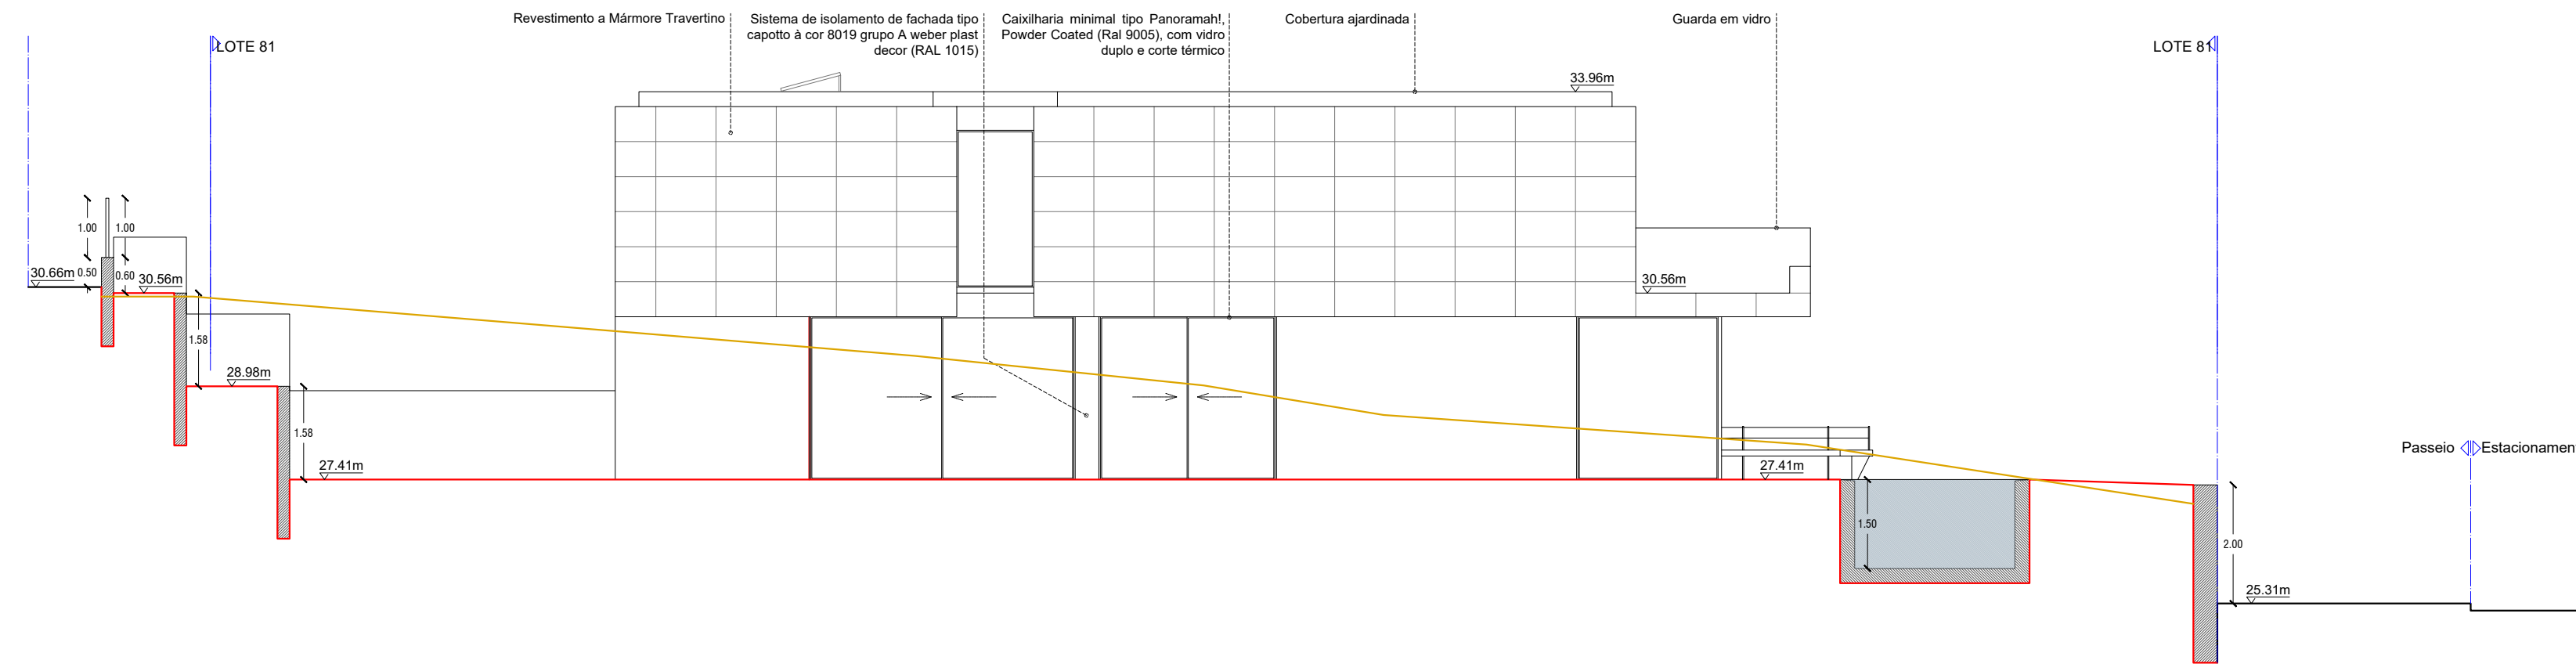 Revestimento a Mármore Travertino
Sistema de isolamento de fachada tipo
capotto à cor 8019 grupo A weber plast
decor (RAL 1015)
Caixilharia minimal tipo Panoramah!,
Powder Coated (Ral 9005), com vidro
duplo e corte térmico
Cobertura ajardinada
Guarda em vidro
LOTE 81
LOTE 81
33.96m
1.00
1.00
30.66m
0.50
0.60
30.56m
30.56m
1.58
28.98m
1.58
27.41m
27.41m
Passeio
Estacionamen
1.50
2.00
25.31m